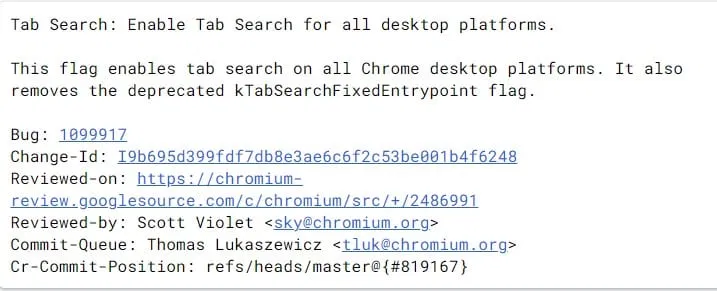 Tab Search: Enable Tab Search for all desktop platforms.
This flag enables tab search on all Chrome desktop platforms. It also
removes the deprecated kTabSearchFixedEntrypoint flag.
Bug: 1099917
Change-Id: I9b695d399fdf7db8e3ae6c6f2c53be001b4f6248
Reviewed-on: https://chromium-
review.googlesource.com/c/chromium/src/+/2486991
Reviewed-by: Scott Violet <sky@chromium.org>
Commit-Queue: Thomas Lukaszewicz <tluk@chromium.org>
Cr-Commit-Position: refs/heads/master@{#819167}